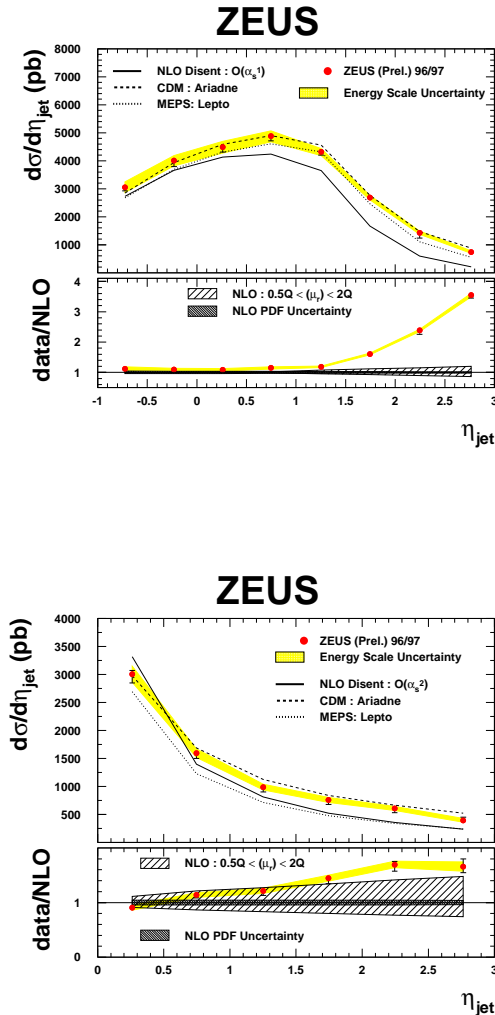 ZEUS
dσ/dη_jet (pb)
8000
7000
6000
5000
4000
3000
2000
1000
NLO Disent : O(α_s¹)
CDM : Ariadne
MEPS: Lepto
ZEUS (Prel.) 96/97
Energy Scale Uncertainty
data/NLO
4
3
2
1
NLO : 0.5Q < (μ_r) < 2Q
NLO PDF Uncertainty
-1 -0.5 0 0.5 1 1.5 2 2.5 3
η_jet
ZEUS
dσ/dη_jet (pb)
4000
3500
3000
2500
2000
1500
1000
500
ZEUS (Prel.) 96/97
Energy Scale Uncertainty
NLO Disent : O(α_s²)
CDM : Ariadne
MEPS: Lepto
data/NLO
1
0
NLO : 0.5Q < (μ_r) < 2Q
NLO PDF Uncertainty
0 0.5 1 1.5 2 2.5 3
η_jet